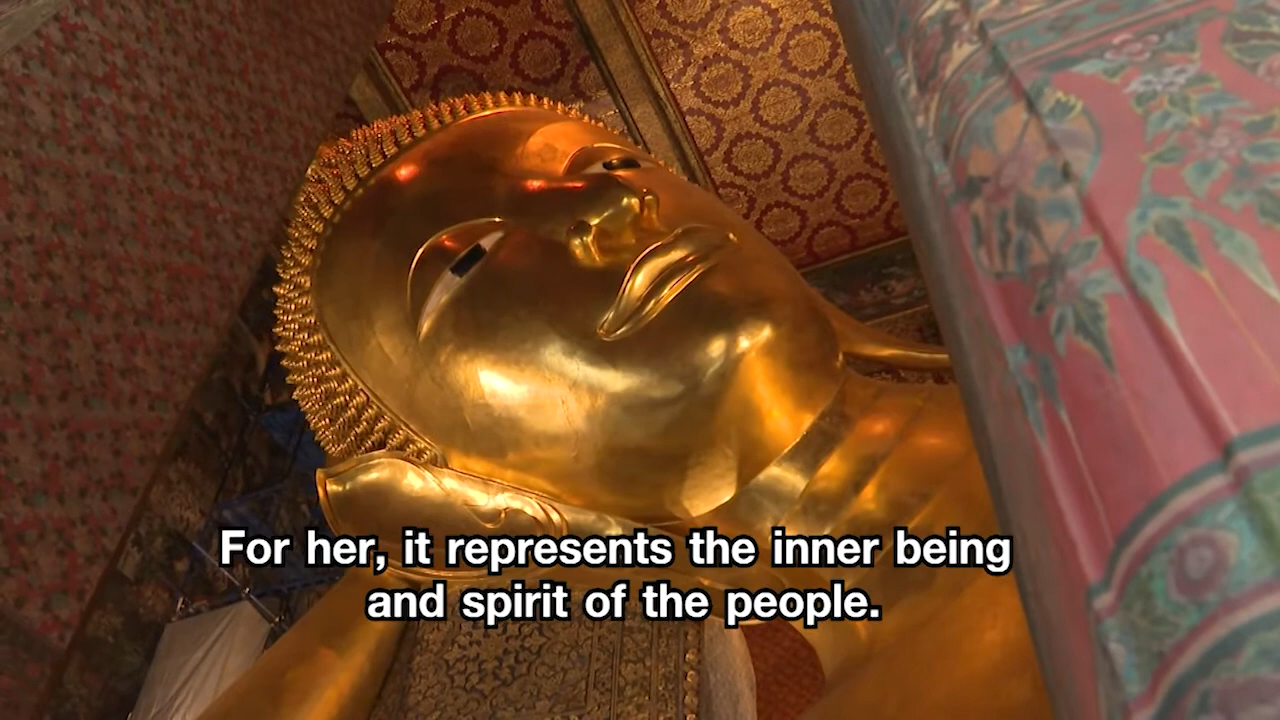 For her, it represents the inner being
and spirit of the people.